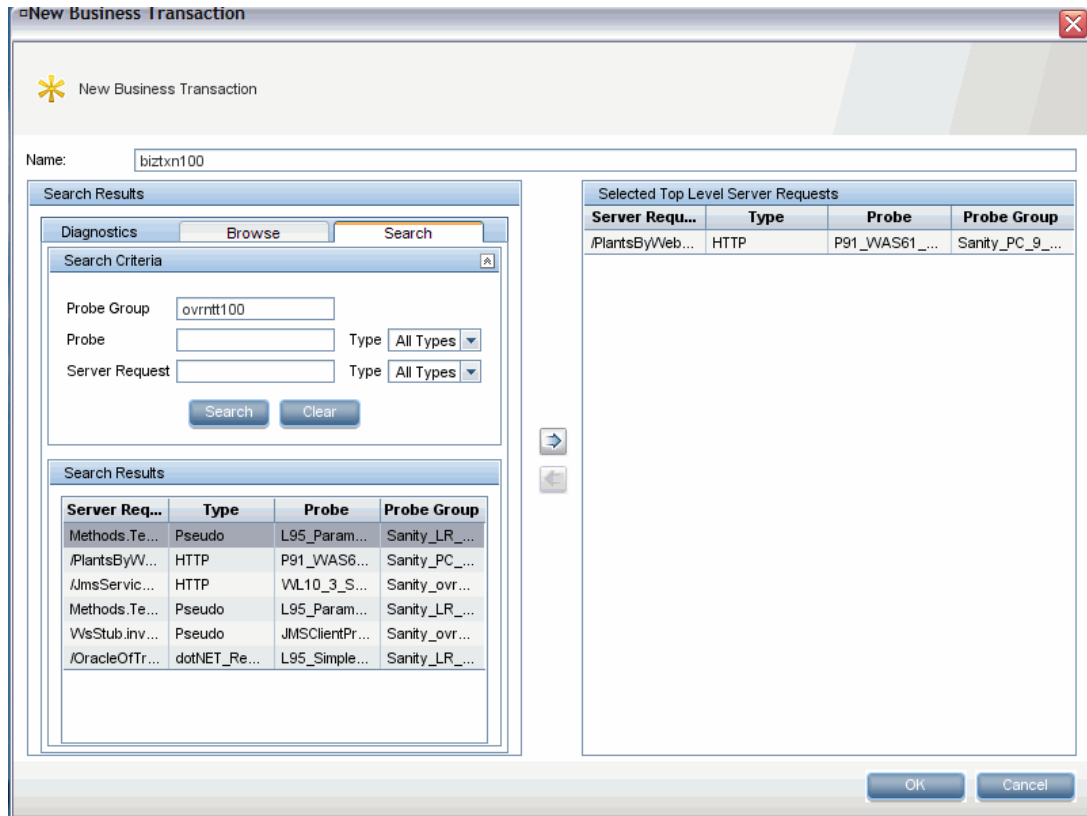 New Business Transaction
New Business Transaction
Name: biztxn100
Search Results
Diagnostics Browse Search
Search Criteria
Probe Group ovrntt100
Probe Type All Types
Server Request Type All Types
Search Clear
Search Results
Server Req... Type Probe Probe Group
Methods.Te... Pseudo L95_Param... Sanity_LR_...
/PlantsByW... HTTP P91_WAS6... Sanity_PC_...
/JmsServic... HTTP WL10_3_S... Sanity_ovr...
Methods.Te... Pseudo L95_Param... Sanity_LR_...
WsStub.inv... Pseudo JMSClientPr... Sanity_ovr...
/OracleOfTr... dotNET_Re... L95_Simple... Sanity_LR_...
Selected Top Level Server Requests
Server Requ... Type Probe Probe Group
/PlantsByWeb... HTTP P91_WAS61_... Sanity_PC_9_...
OK Cancel